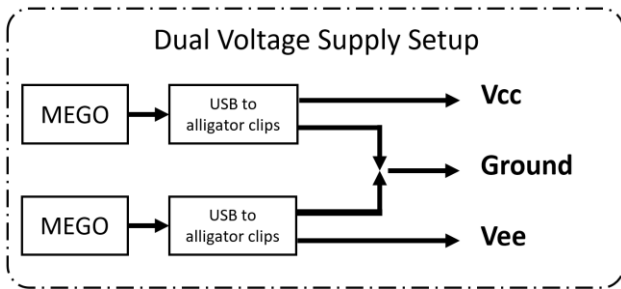 Dual Voltage Supply Setup
MEGO
USB to
alligator clips
Vcc
Ground
MEGO
USB to
alligator clips
Vee